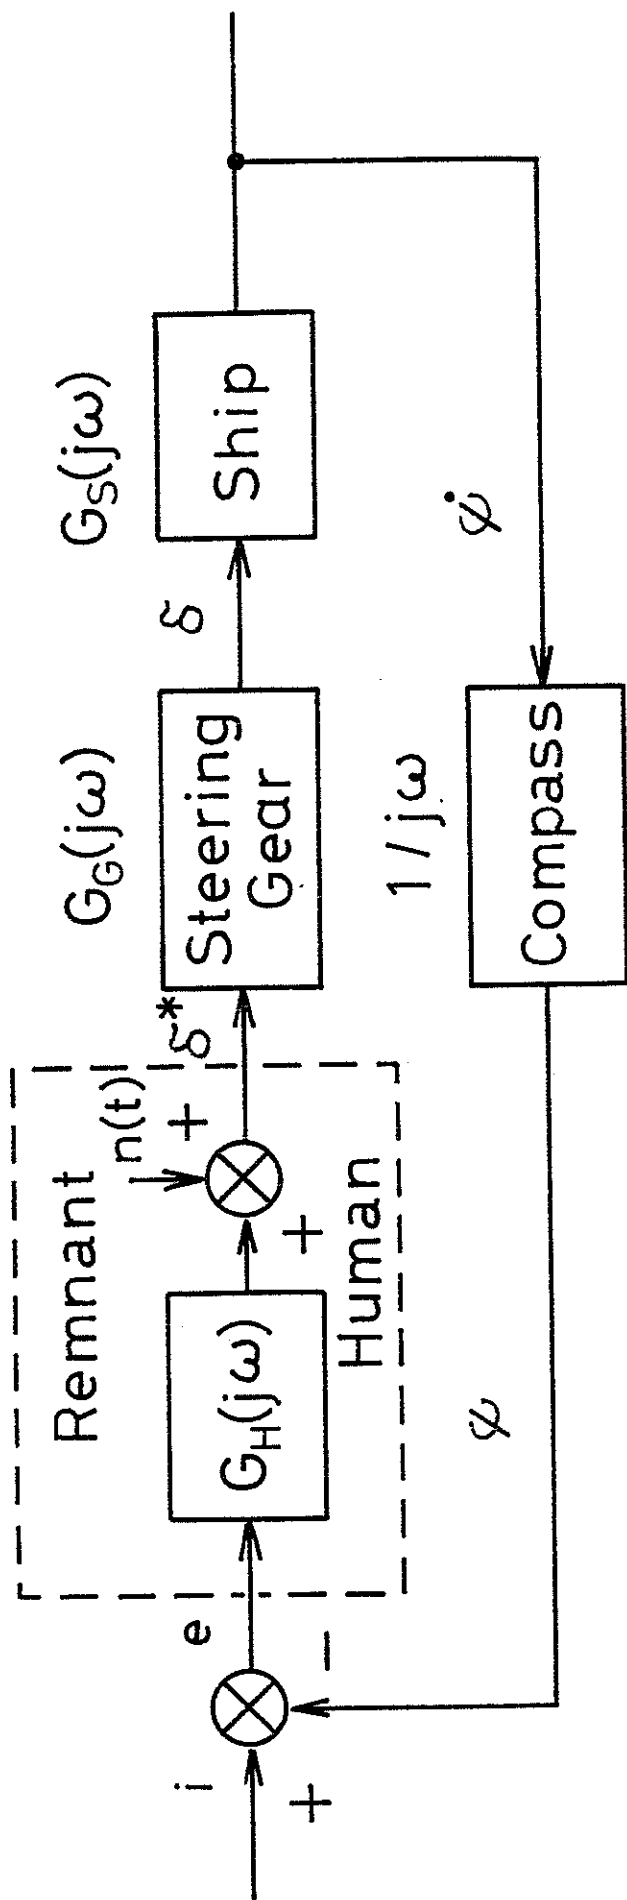 i
+
e
−
Remnant
n(t)
+
G_H(jω)
+
Human
δ*
G_G(jω)
Steering
Gear
δ
G_S(jω)
Ship
ψ̇
1/jω
Compass
ψ